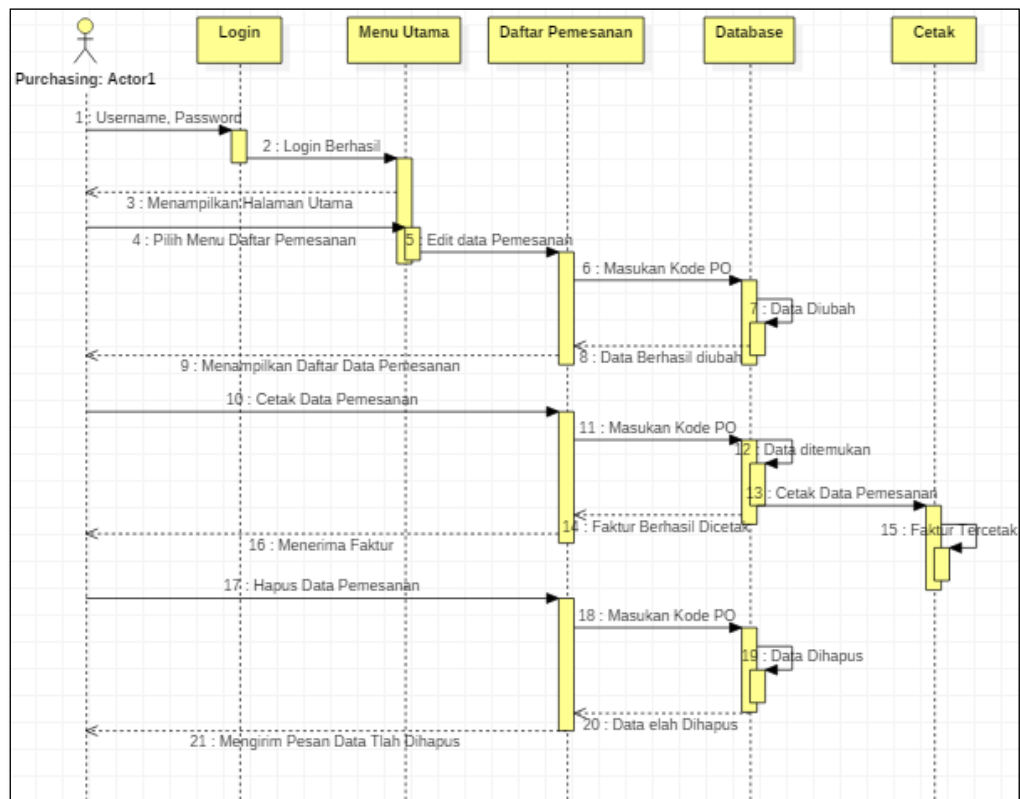 Login
Menu Utama
Daftar Pemesanan
Database
Cetak
Purchasing: Actor1
1 : Username, Password
2 : Login Berhasil
3 : Menampilkan Halaman Utama
4 : Pilih Menu Daftar Pemesanan
5 : Edit data Pemesanan
6 : Masukan Kode PO
7 : Data Diubah
8 : Data Berhasil diubah
9 : Menampilkan Daftar Data Pemesanan
10 : Cetak Data Pemesanan
11 : Masukan Kode PO
12 : Data ditemukan
13 : Cetak Data Pemesanan
14 : Faktur Berhasil Dicetak
15 : Faktur Tercetak
16 : Menerima Faktur
17 : Hapus Data Pemesanan
18 : Masukan Kode PO
19 : Data Dihapus
20 : Data elah Dihapus
21 : Mengirim Pesan Data Tlah Dihapus